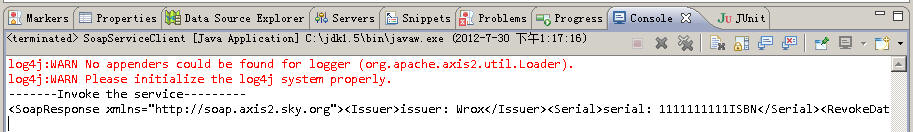 Markers Properties Data Source Explorer Servers Snippets Problems Progress Console JUnit
<terminated> SoapServiceClient [Java Application] C:\jdk1.5\bin\javaw.exe (2012-7-30 下午1:17:16)
log4j:WARN No appenders could be found for logger (org.apache.axis2.util.Loader).
log4j:WARN Please initialize the log4j system properly.
-------Invoke the service---------
<SoapResponse xmlns="http://soap.axis2.sky.org"><Issuer>issuer: Wrox</Issuer><Serial>serial: 1111111111ISBN</Serial><RevokeDat